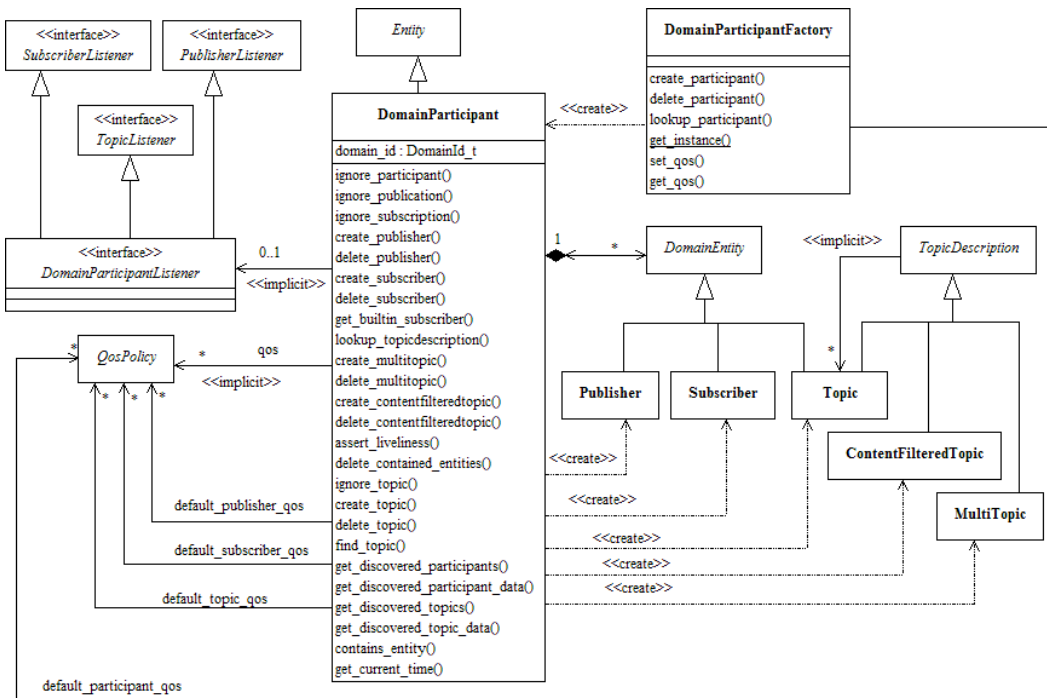 <<interface>>
SubscriberListener
<<interface>>
PublisherListener
<<interface>>
TopicListener
<<interface>>
DomainParticipantListener
0..1
<<implicit>>
Entity
DomainParticipant
domain_id : DomainId_t
ignore_participant()
ignore_publication()
ignore_subscription()
create_publisher()
delete_publisher()
create_subscriber()
delete_subscriber()
get_builtin_subscriber()
lookup_topicdescription()
create_multitopic()
delete_multitopic()
create_contentfilteredtopic()
delete_contentfilteredtopic()
assert_liveliness()
delete_contained_entities()
ignore_topic()
create_topic()
delete_topic()
find_topic()
get_discovered_participants()
get_discovered_participant_data()
get_discovered_topics()
get_discovered_topic_data()
contains_entity()
get_current_time()
<<create>>
DomainParticipantFactory
create_participant()
delete_participant()
lookup_participant()
get_instance()
set_qos()
get_qos()
1
*
DomainEntity
<<implicit>>
TopicDescription
*
Publisher
Subscriber
Topic
ContentFilteredTopic
MultiTopic
<<create>>
<<create>>
<<create>>
<<create>>
<<create>>
*
QosPolicy
*
qos
<<implicit>>
*
*
*
default_publisher_qos
default_subscriber_qos
default_topic_qos
default_participant_qos